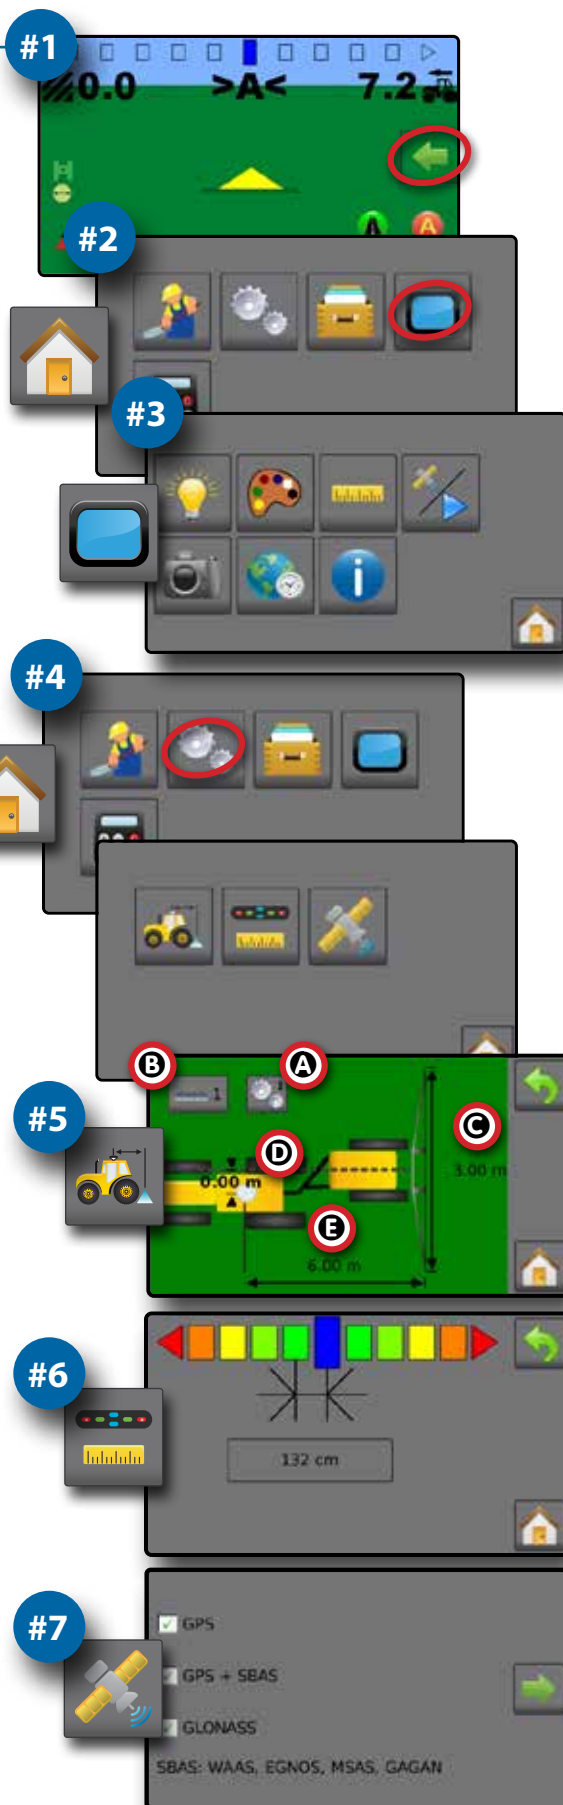 #1
0.0 >A< 7.2
A A
#2
#3
#4
B A
1
#5
C
D
0.00 m
3.00 m
E
6.00 m
#6
132 cm
#7
GPS
GPS + SBAS
GLONASS
SBAS: WAAS, EGNOS, MSAS, GAGAN